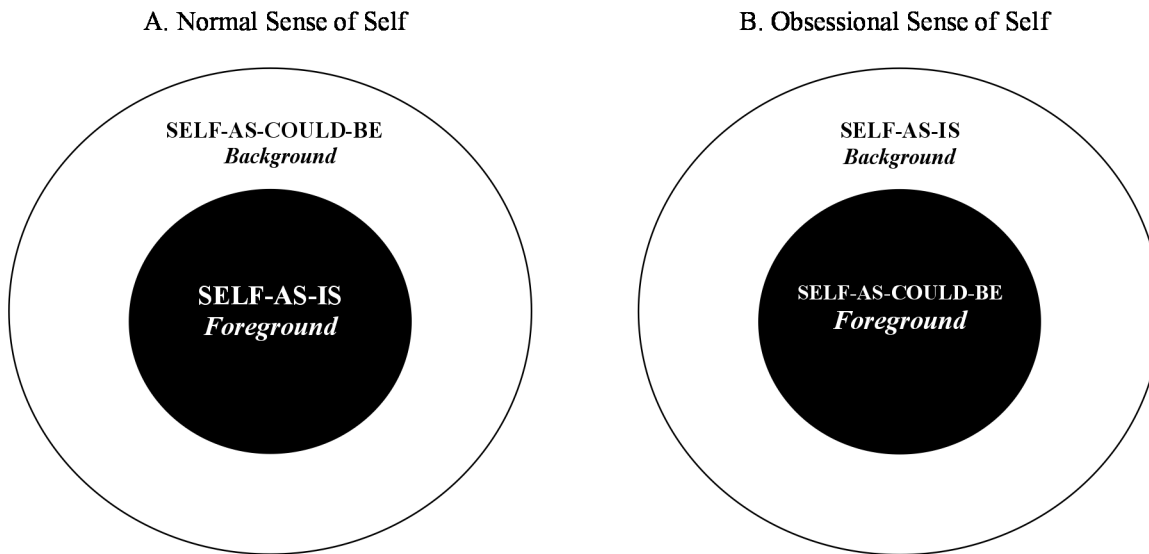 A. Normal Sense of Self
SELF-AS-COULD-BE
Background
SELF-AS-IS
Foreground
B. Obsessional Sense of Self
SELF-AS-IS
Background
SELF-AS-COULD-BE
Foreground